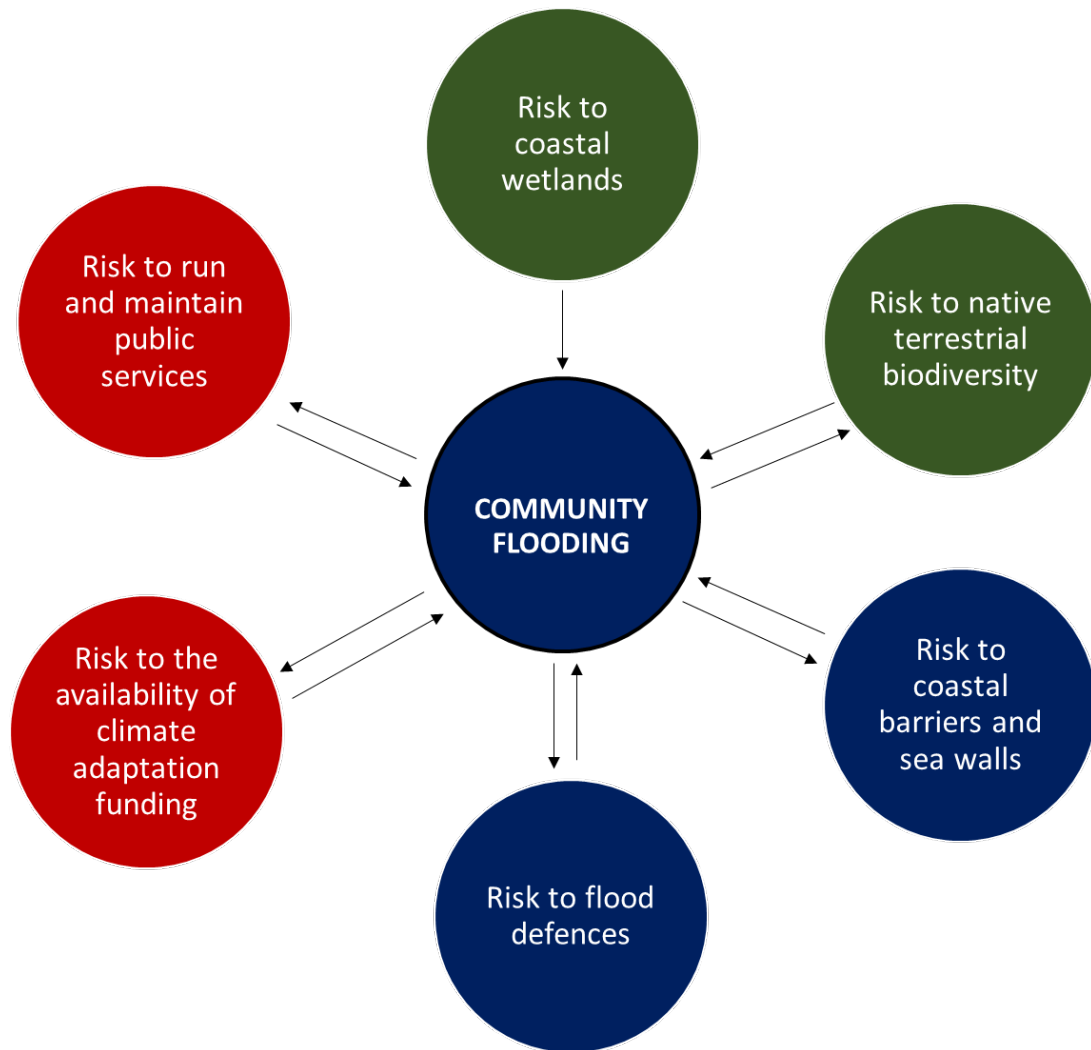 Risk to
coastal
wetlands
Risk to run
and maintain
public
services
Risk to native
terrestrial
biodiversity
COMMUNITY
FLOODING
Risk to the
availability of
climate
adaptation
funding
Risk to
coastal
barriers and
sea walls
Risk to flood
defences